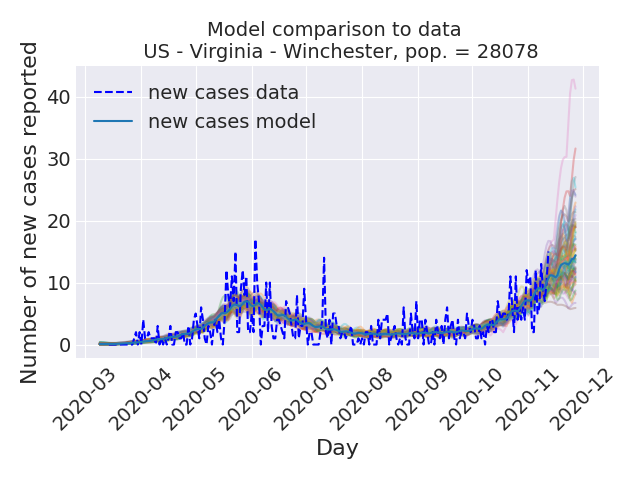 Model comparison to data
US - Virginia - Winchester, pop. = 28078
new cases data
new cases model
Number of new cases reported
40
30
20
10
0
2020-03
2020-04
2020-05
2020-06
2020-07
2020-08
2020-09
2020-10
2020-11
2020-12
Day